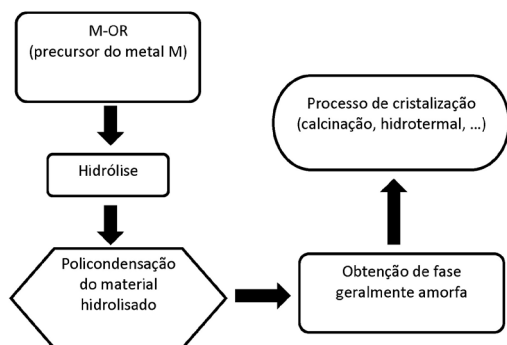 M-OR
(precursor do metal M)
Hidrólise
Policondensação
do material
hidrolisado
Obtenção de fase
geralmente amorfa
Processo de cristalização
(calcinação, hidrotermal, ...)